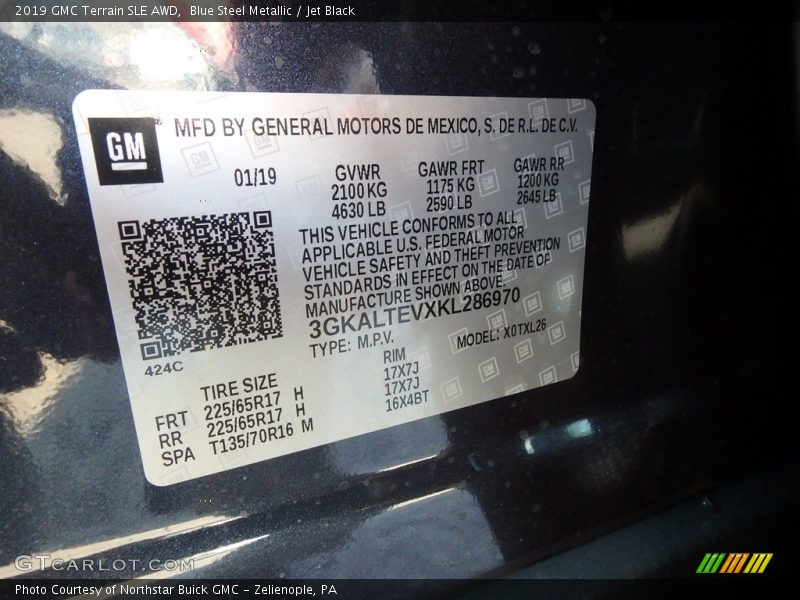 2019 GMC Terrain SLE AWD, Blue Steel Metallic / Jet Black
GM
MFD BY GENERAL MOTORS DE MEXICO, S. DE R.L. DE C.V.
01/19 GVWR GAWR FRT GAWR RR
2100 KG 1175 KG 1200 KG
4630 LB 2590 LB 2645 LB
THIS VEHICLE CONFORMS TO ALL
APPLICABLE U.S. FEDERAL MOTOR
VEHICLE SAFETY AND THEFT PREVENTION
STANDARDS IN EFFECT ON THE DATE OF
MANUFACTURE SHOWN ABOVE.
3GKALTEVXKL286970
TYPE: M.P.V. MODEL: X0TXL26
424C
TIRE SIZE RIM
FRT 225/65R17 H 17X7J
RR 225/65R17 H 17X7J
SPA T135/70R16 M 16X4BT
GTCARLOT.COM
Photo Courtesy of Northstar Buick GMC - Zelienople, PA